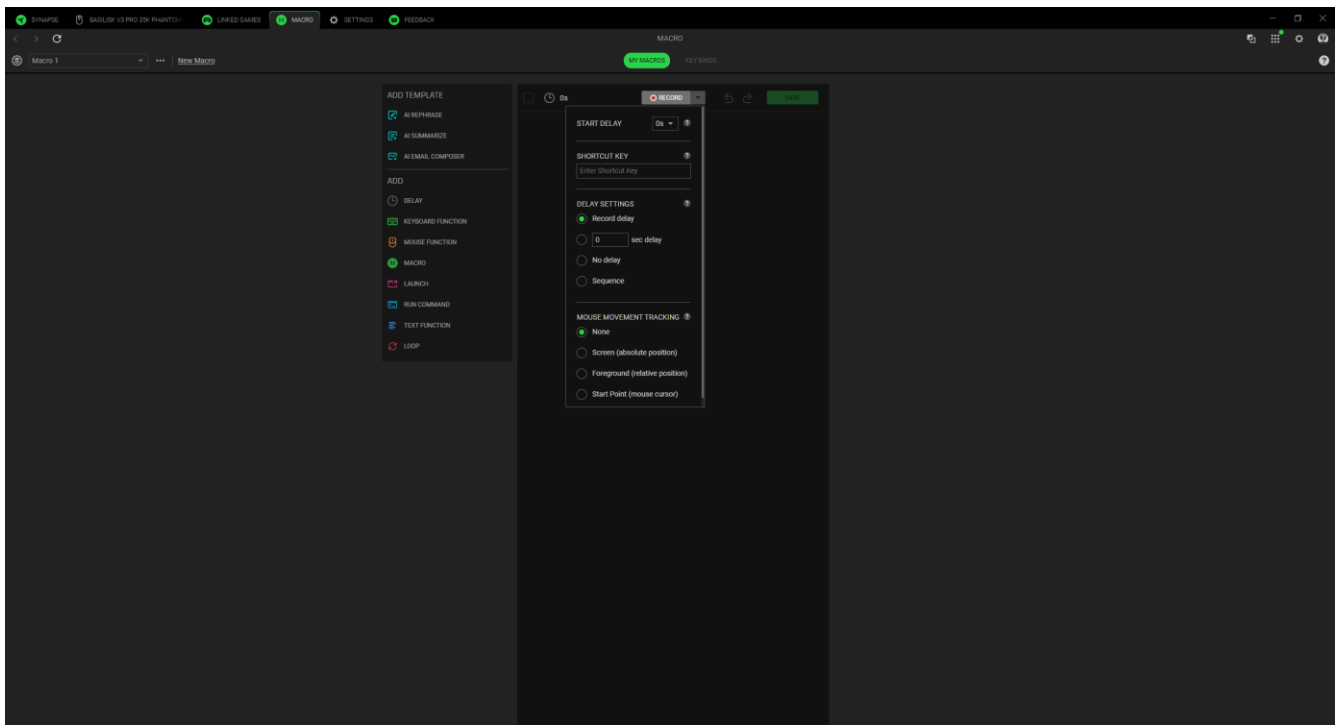 SYNAPSE BASILISK V3 PRO 35K PHANTOM LINKED GAMES MACRO SETTINGS FEEDBACK
MACRO
Macro 1 New Macro MY MACROS KEY BINDS
ADD TEMPLATE
AI REPHRASE
AI SUMMARIZE
AI EMAIL COMPOSER
ADD
DELAY
KEYBOARD FUNCTION
MOUSE FUNCTION
MACRO
LAUNCH
RUN COMMAND
TEXT FUNCTION
LOOP
0s RECORD SAVE
START DELAY 0s
SHORTCUT KEY
Enter Shortcut Key
DELAY SETTINGS
Record delay
0 sec delay
No delay
Sequence
MOUSE MOVEMENT TRACKING
None
Screen (absolute position)
Foreground (relative position)
Start Point (mouse cursor)